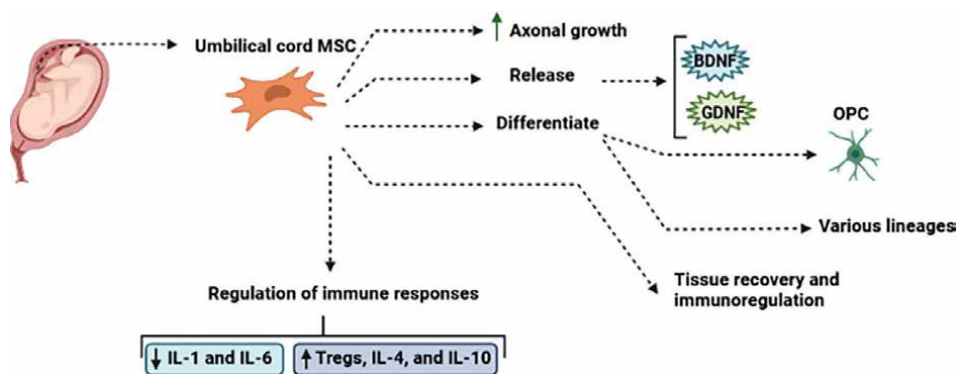 Umbilical cord MSC
↑ Axonal growth
Release
BDNF
GDNF
Differentiate
OPC
Various lineages
Tissue recovery and
immunoregulation
Regulation of immune responses
↓ IL-1 and IL-6
↑ Tregs, IL-4, and IL-10